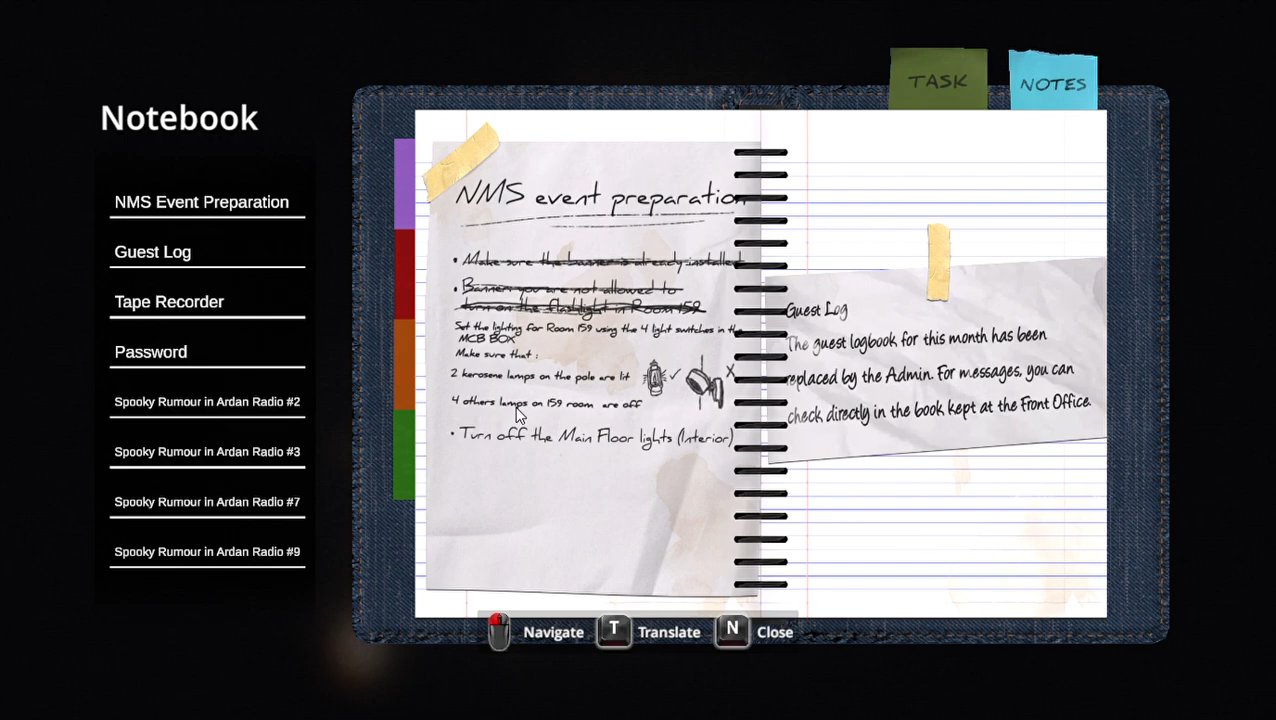 TASK
NOTES
Notebook
NMS Event Preparation
Guest Log
Tape Recorder
Password
Spooky Rumour in Ardan Radio #2
Spooky Rumour in Ardan Radio #3
Spooky Rumour in Ardan Radio #7
Spooky Rumour in Ardan Radio #9
NMS event preparation
• Make sure the banner is already installed
• Banner, you are not allowed to
turn on the flashlight in Room 159
Set the lighting for Room 159 using the 4 light switches in the
MCB BOX
Make sure that :
2 kerosene lamps on the pole are lit
4 others lamps on 159 room are off
• Turn off the Main Floor lights (Interior)
Guest Log
The guest logbook for this month has been
replaced by the Admin. For messages, you can
check directly in the book kept at the Front Office.
T
N
Navigate
Translate
Close